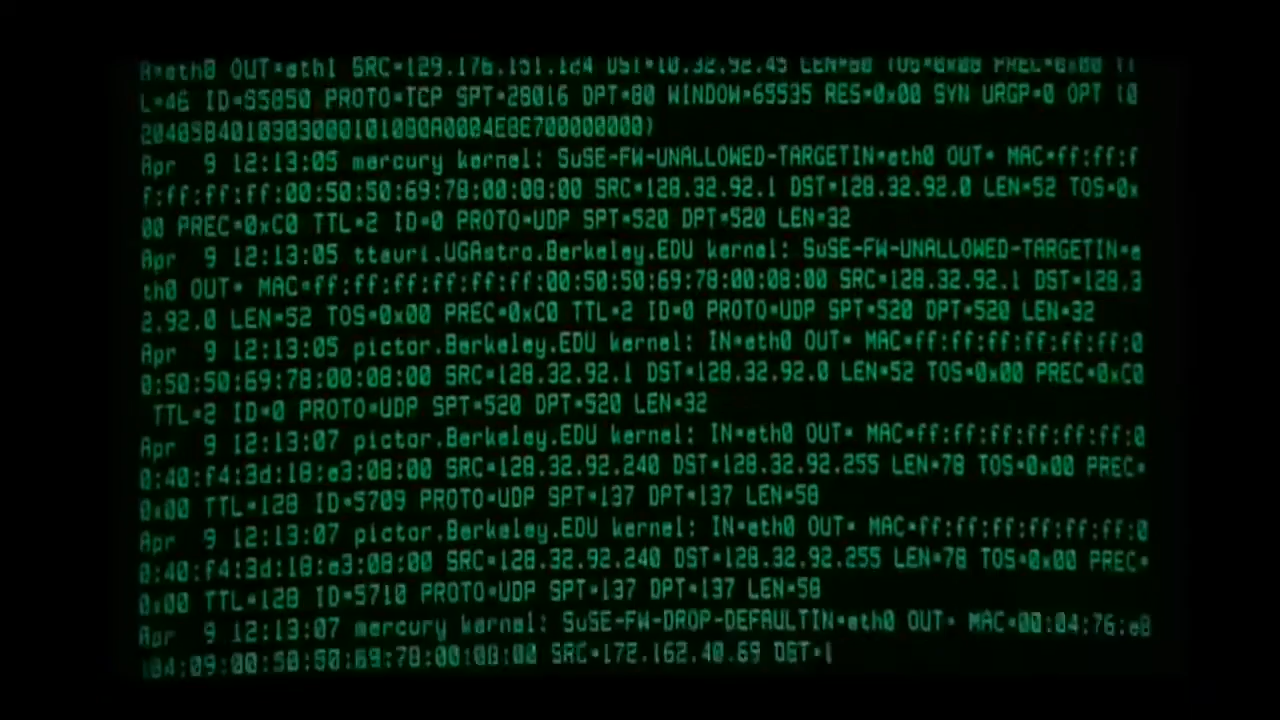 R=eth0 OUT=eth1 SRC=129.176.151.124 DST=10.32.92.45 LEN=60 TOS=0x08 PREC=0x00 TT
L=46 ID=55850 PROTO=TCP SPT=28016 DPT=80 WINDOW=65535 RES=0x00 SYN URGP=0 OPT (0
204058401030300010101080A0004E8E700000000)
Apr  9 12:13:05 mercury kernel: SuSE-FW-UNALLOWED-TARGETIN=eth0 OUT= MAC=ff:ff:f
f:ff:ff:ff:00:50:50:69:78:00:08:00 SRC=128.32.92.1 DST=128.32.92.0 LEN=52 TOS=0x
00 PREC=0xC0 TTL=2 ID=0 PROTO=UDP SPT=520 DPT=520 LEN=32
Apr  9 12:13:05 ttauri.UGAstro.Berkeley.EDU kernel: SuSE-FW-UNALLOWED-TARGETIN=e
th0 OUT= MAC=ff:ff:ff:ff:ff:ff:00:50:50:69:78:00:08:00 SRC=128.32.92.1 DST=128.3
2.92.0 LEN=52 TOS=0x00 PREC=0xC0 TTL=2 ID=0 PROTO=UDP SPT=520 DPT=520 LEN=32
Apr  9 12:13:05 pictor.Berkeley.EDU kernel: IN=eth0 OUT= MAC=ff:ff:ff:ff:ff:ff:0
0:50:50:69:78:00:08:00 SRC=128.32.92.1 DST=128.32.92.0 LEN=52 TOS=0x00 PREC=0xC0
 TTL=2 ID=0 PROTO=UDP SPT=520 DPT=520 LEN=32
Apr  9 12:13:07 pictor.Berkeley.EDU kernel: IN=eth0 OUT= MAC=ff:ff:ff:ff:ff:ff:0
0:40:f4:3d:18:e3:08:00 SRC=128.32.92.240 DST=128.32.92.255 LEN=78 TOS=0x00 PREC=
0x00 TTL=128 ID=5709 PROTO=UDP SPT=137 DPT=137 LEN=58
Apr  9 12:13:07 pictor.Berkeley.EDU kernel: IN=eth0 OUT= MAC=ff:ff:ff:ff:ff:ff:0
0:40:f4:3d:18:e3:08:00 SRC=128.32.92.240 DST=128.32.92.255 LEN=78 TOS=0x00 PREC=
0x00 TTL=128 ID=5710 PROTO=UDP SPT=137 DPT=137 LEN=58
Apr  9 12:13:07 mercury kernel: SuSE-FW-DROP-DEFAULTIN=eth0 OUT= MAC=00:04:76:e8
:04:09:00:50:50:69:78:00:08:00 SRC=172.162.40.69 DST=1